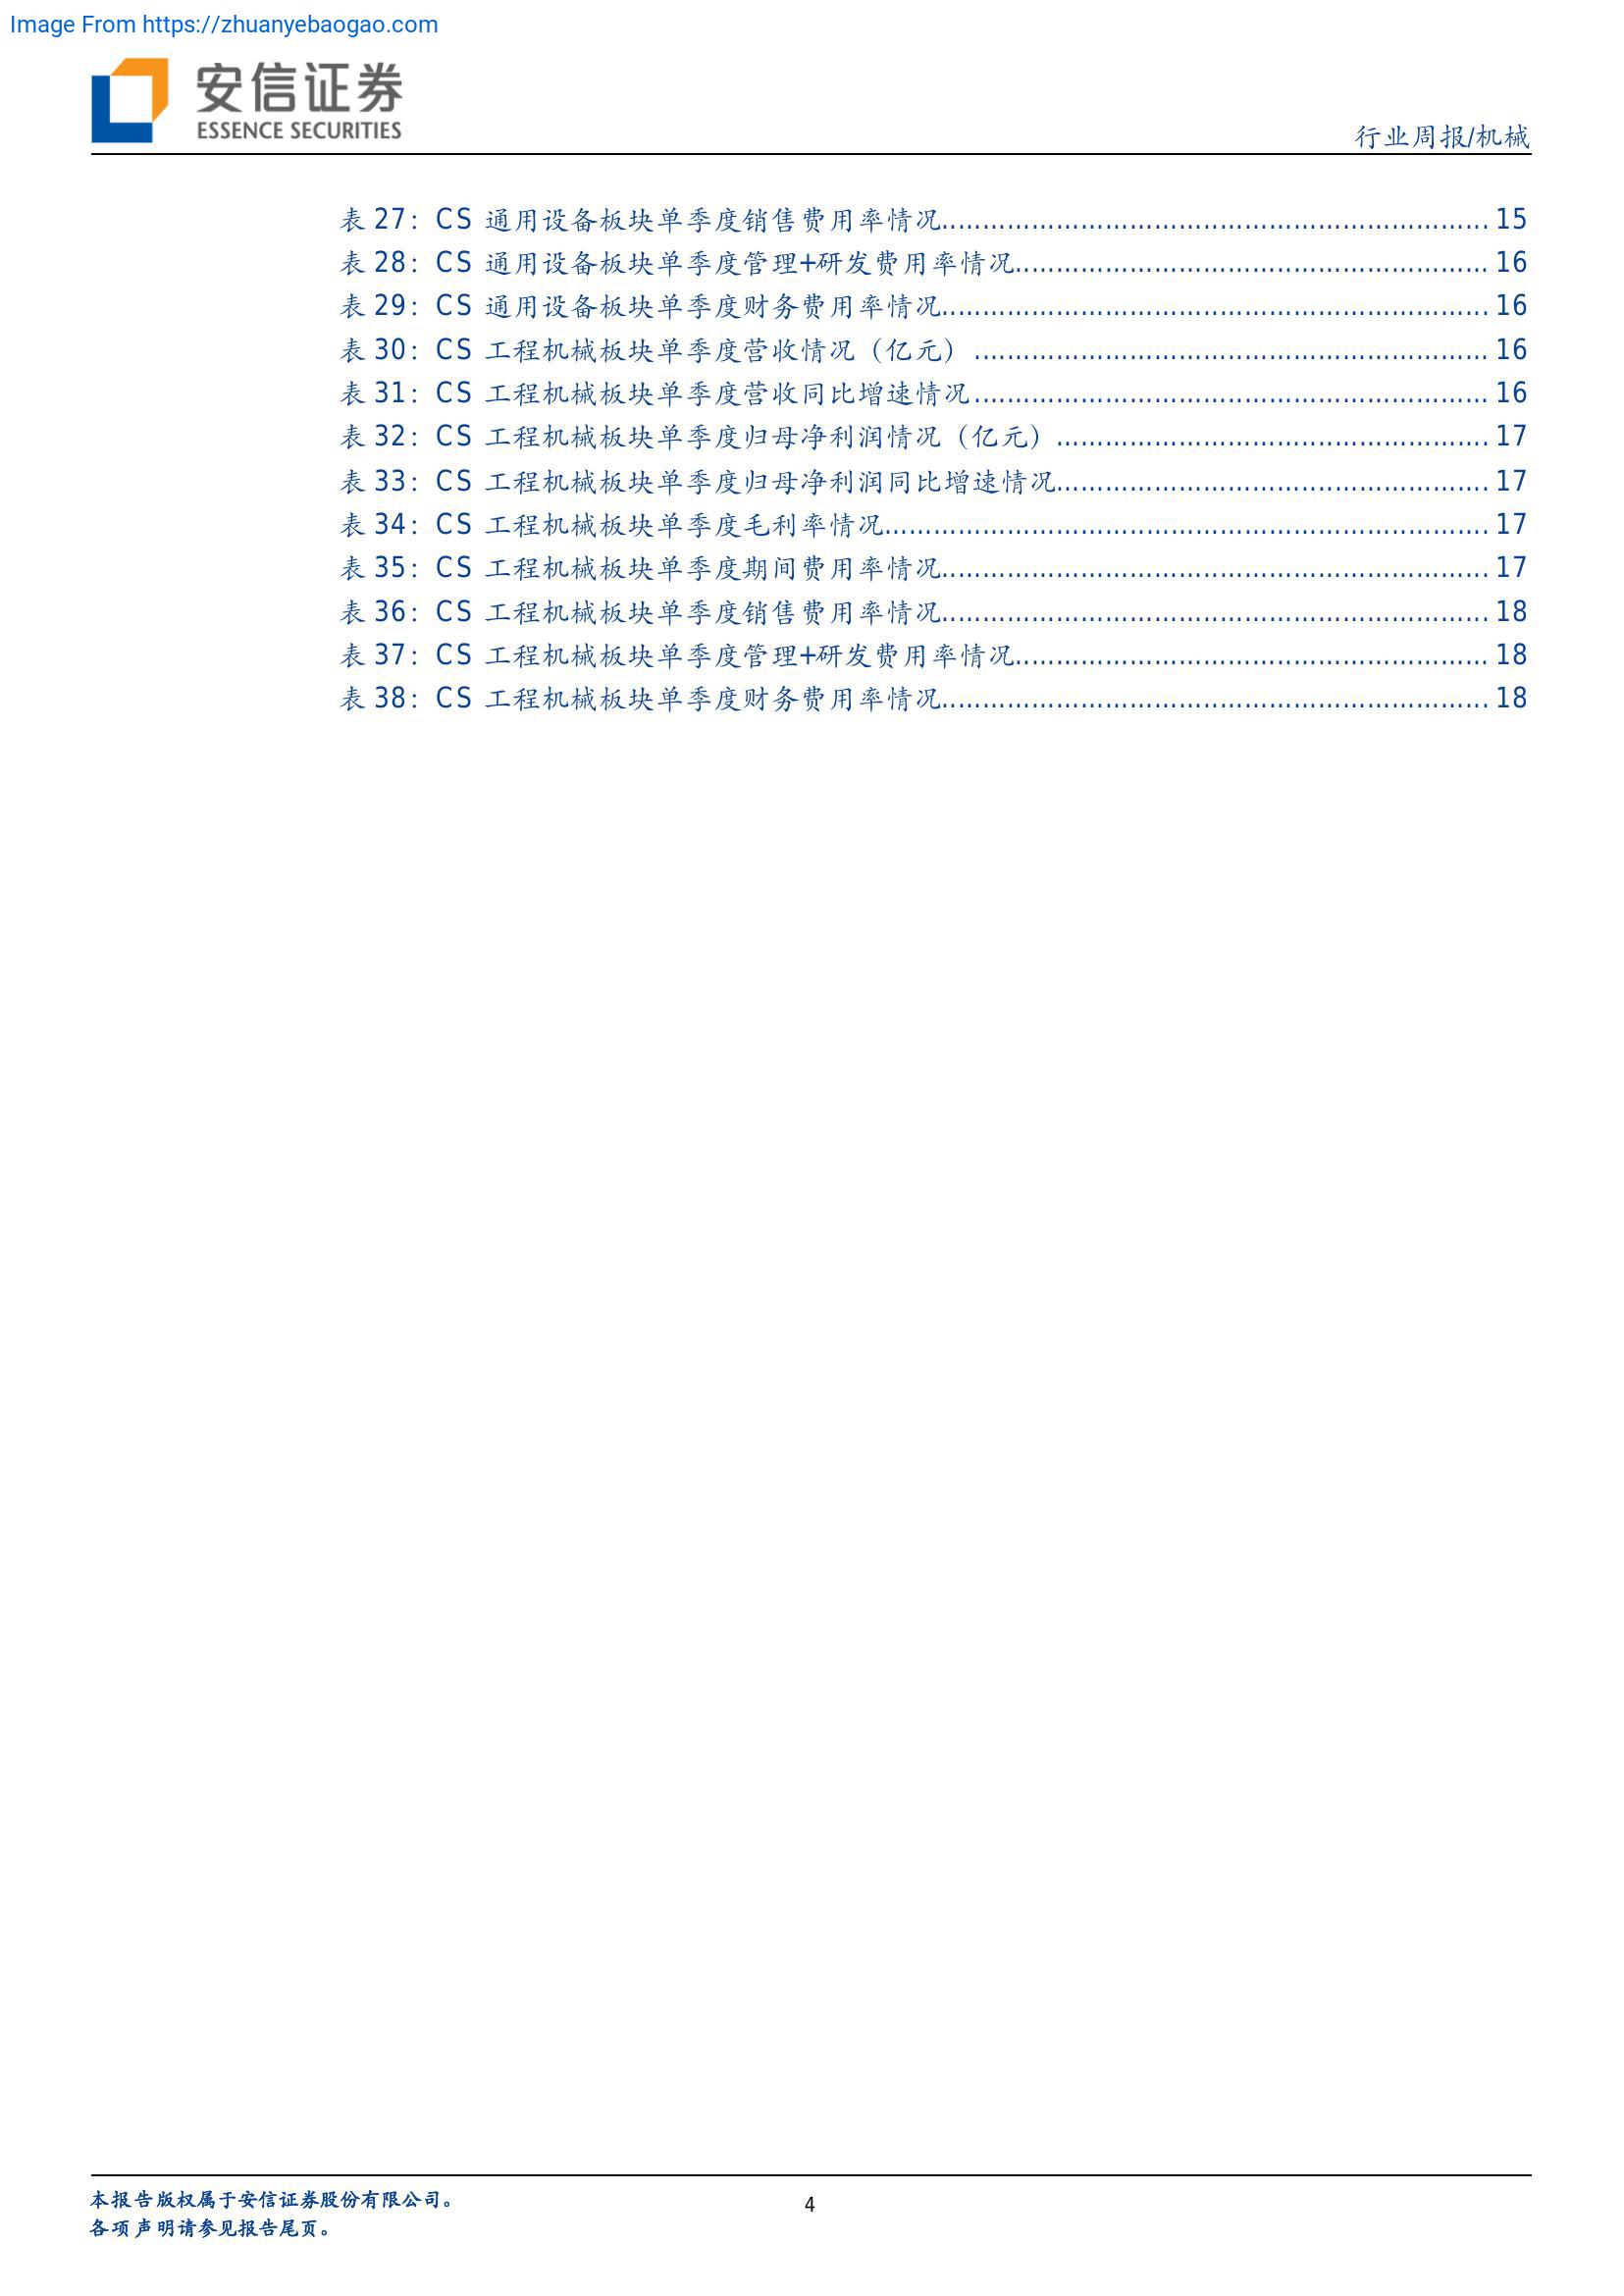 Image From https://zhuanyebaogao.com
安信证券
ESSENCE SECURITIES
行业周报/机械
表 27：CS 通用设备板块单季度销售费用率情况.................................................................. 15
表 28：CS 通用设备板块单季度管理+研发费用率情况......................................................... 16
表 29：CS 通用设备板块单季度财务费用率情况.................................................................. 16
表 30：CS 工程机械板块单季度营收情况（亿元）.............................................................. 16
表 31：CS 工程机械板块单季度营收同比增速情况.............................................................. 16
表 32：CS 工程机械板块单季度归母净利润情况（亿元）.................................................... 17
表 33：CS 工程机械板块单季度归母净利润同比增速情况.................................................... 17
表 34：CS 工程机械板块单季度毛利率情况......................................................................... 17
表 35：CS 工程机械板块单季度期间费用率情况.................................................................. 17
表 36：CS 工程机械板块单季度销售费用率情况.................................................................. 18
表 37：CS 工程机械板块单季度管理+研发费用率情况......................................................... 18
表 38：CS 工程机械板块单季度财务费用率情况.................................................................. 18
本报告版权属于安信证券股份有限公司。
各项声明请参见报告尾页。
4